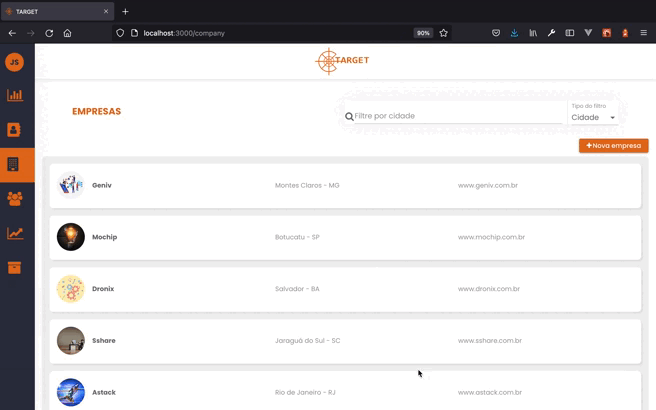 TARGET
localhost:3000/company
90%
JS
TARGET
EMPRESAS
Filtre por cidade
Tipo do filtro
Cidade
+Nova empresa
Geniv
Montes Claros - MG
www.geniv.com.br
Mochip
Botucatu - SP
www.mochip.com.br
Dronix
Salvador - BA
www.dronix.com.br
Sshare
Jaraguá do Sul - SC
www.sshare.com.br
Astack
Rio de Janeiro - RJ
www.astack.com.br